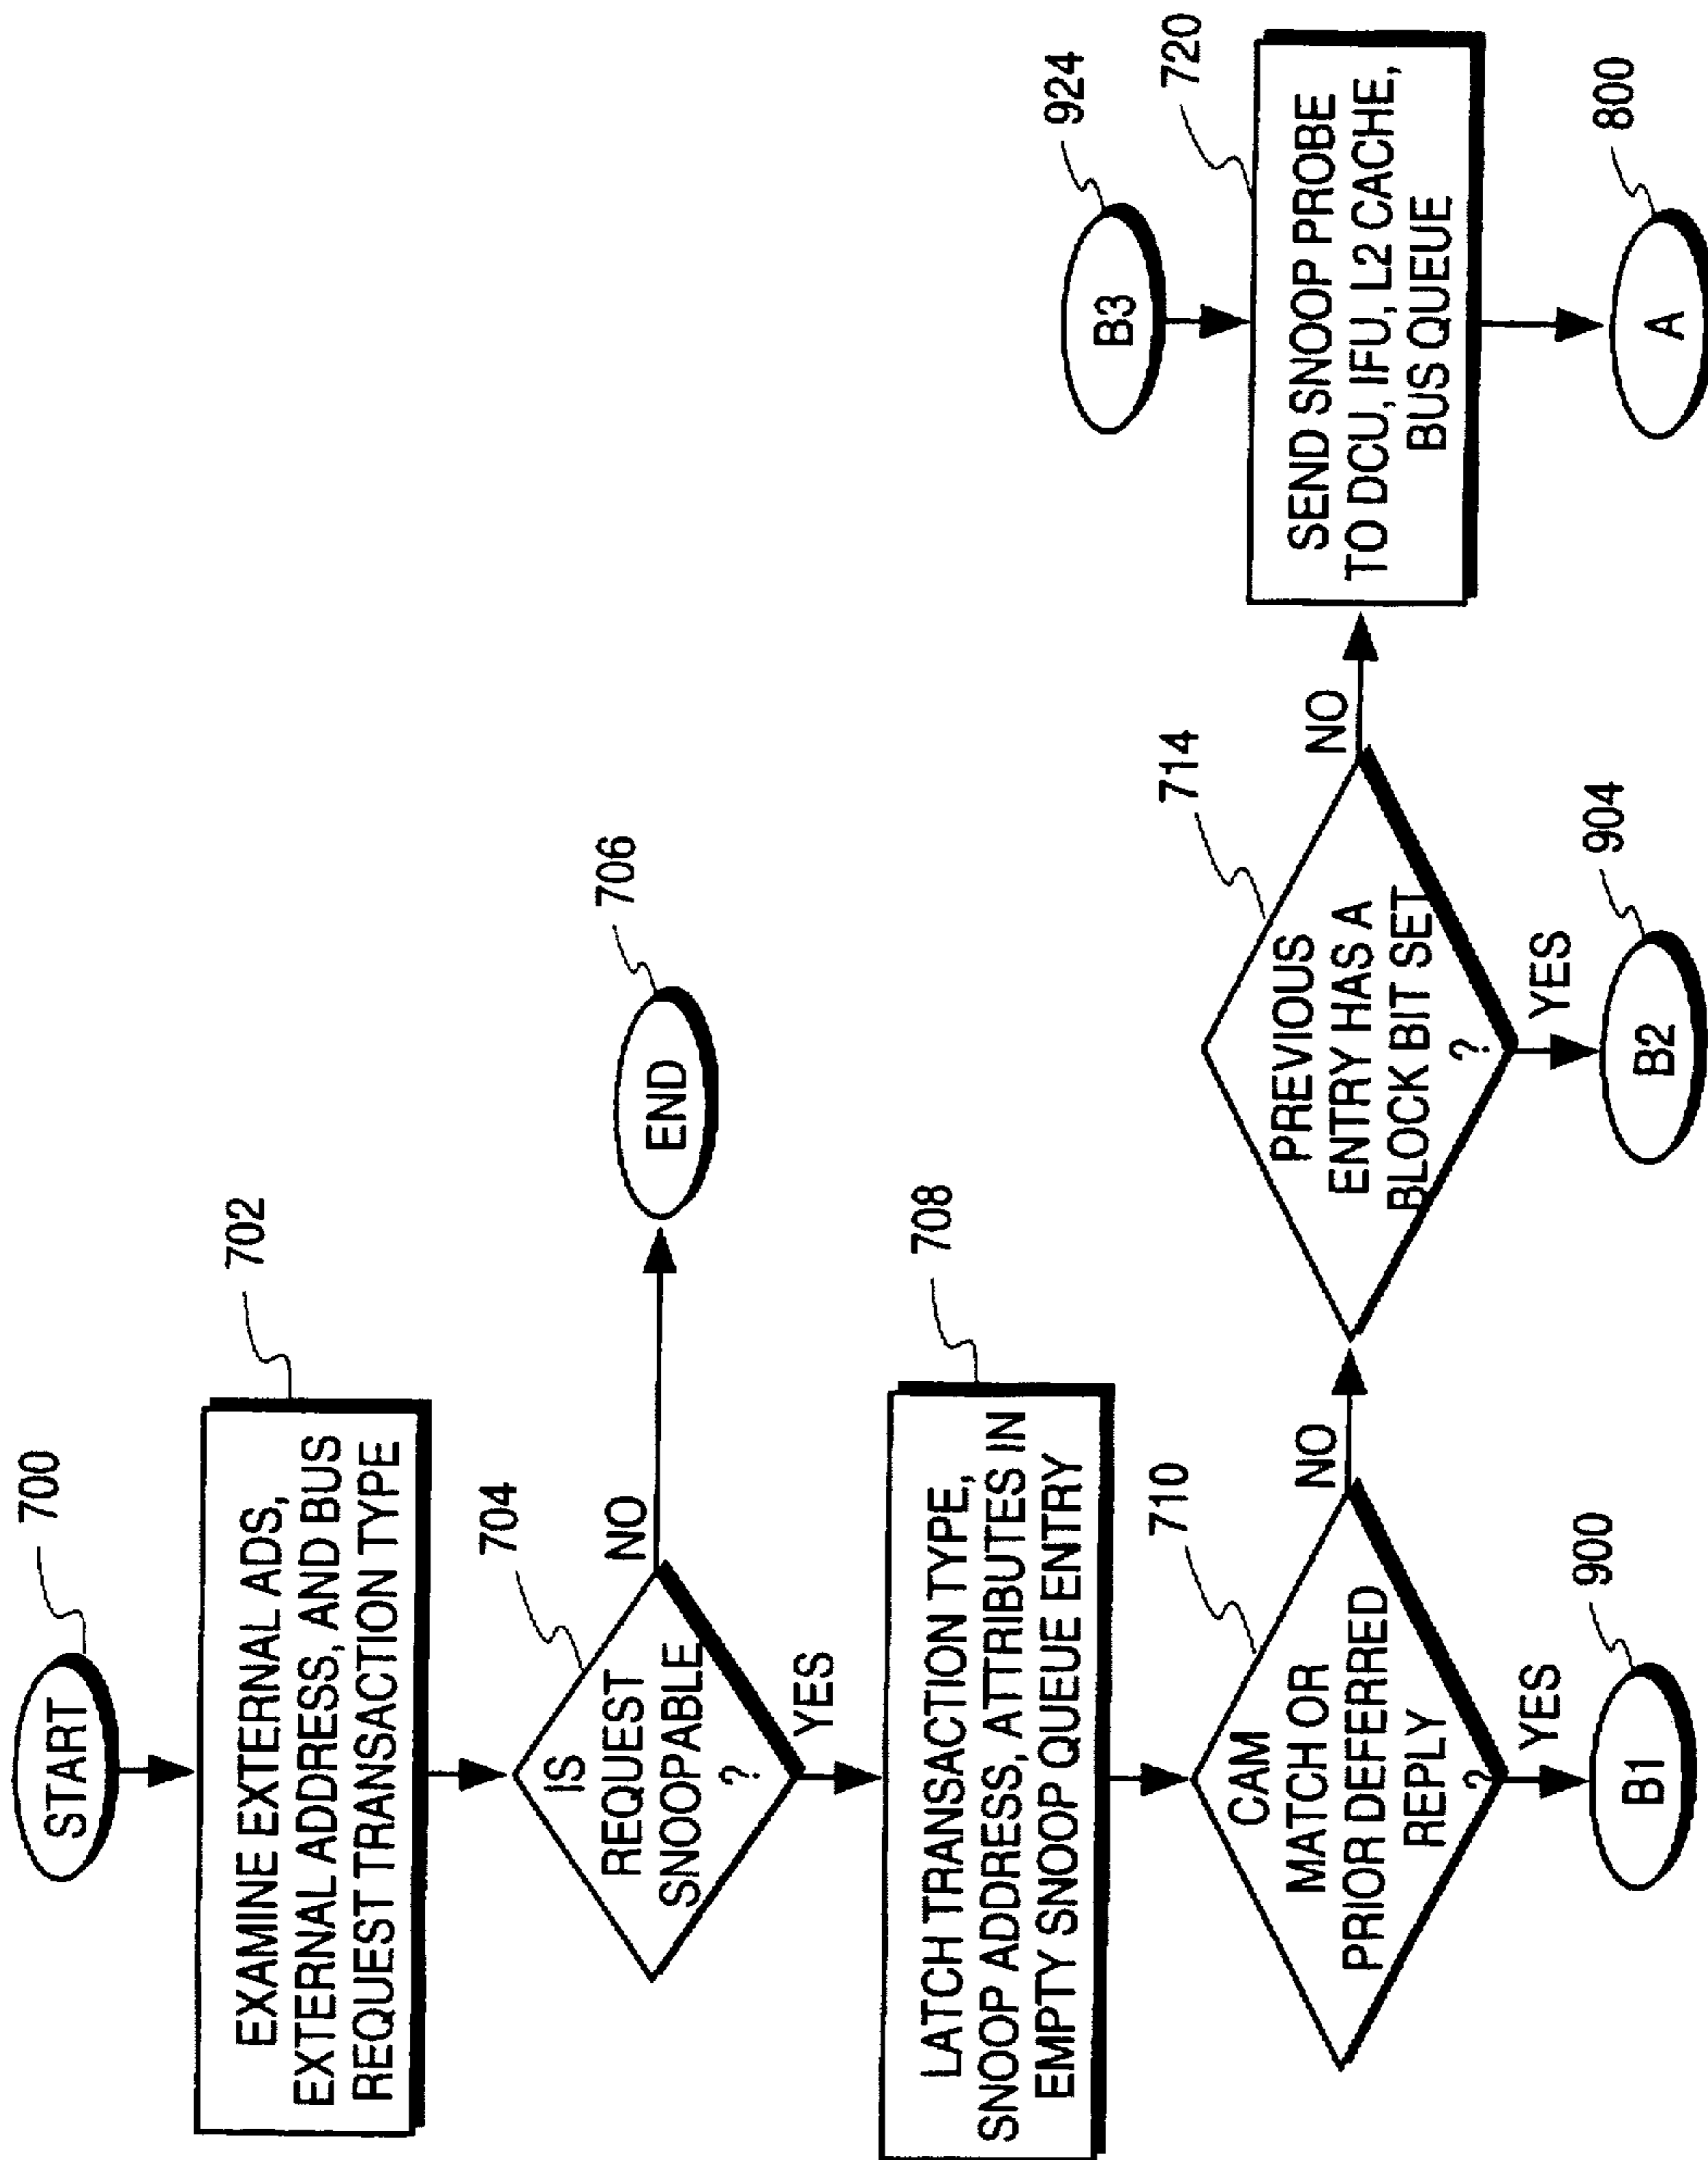 700
START
702
EXAMINE EXTERNAL ADS,
EXTERNAL ADDRESS, AND BUS
REQUEST TRANSACTION TYPE
704
IS
REQUEST
SNOOPABLE
?
NO
706
END
YES
708
LATCH TRANSACTION TYPE,
SNOOP ADDRESS, ATTRIBUTES IN
EMPTY SNOOP QUEUE ENTRY
710
CAM
MATCH OR
PRIOR DEFERRED
REPLY
?
NO
YES
900
B1
714
PREVIOUS
ENTRY HAS A
BLOCK BIT SET
?
NO
YES
904
B2
924
B3
720
SEND SNOOP PROBE
TO DCU, IFU, L2 CACHE,
BUS QUEUE
800
A